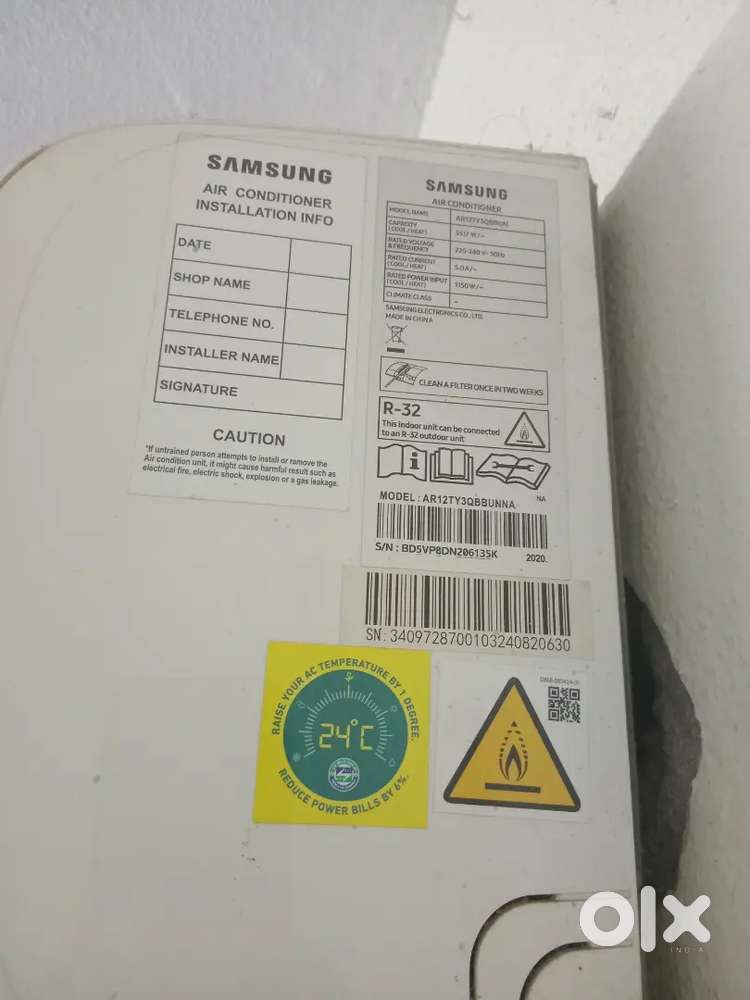 SAMSUNG
AIR CONDITIONER
INSTALLATION INFO
DATE
SHOP NAME
TELEPHONE NO.
INSTALLER NAME
SIGNATURE
CAUTION
"If untrained person attempts to install or remove the
Air condition unit, it might cause harmful result such as
electrical fire, electric shock, explosion or a gas leakage.
SAMSUNG
AIR CONDITIONER
MODEL NAME AR12TY3QBBUN
CAPACITY
(COOL / HEAT) 3517 W/-
RATED VOLTAGE
& FREQUENCY 220-240 V~ 50Hz
RATED CURRENT
(COOL / HEAT) 5.0 A/-
RATED POWER INPUT
(COOL / HEAT) 1150 W/-
CLIMATE CLASS -
SAMSUNG ELECTRONICS CO., LTD.
MADE IN CHINA
CLEAN A FILTER ONCE IN TWO WEEKS
R-32
This indoor unit can be connected
to an R-32 outdoor unit
NA
MODEL : AR12TY3QBBUNNA
S/N : BD5VP8DN206135K 2020.
SN: 3409728700103240820630
RAISE YOUR AC TEMPERATURE BY 1 DEGREE.
24°C
REDUCE POWER BILLS BY 6%.
olx
INDIA